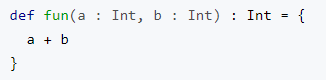 def fun(a : Int, b : Int) : Int = {
  a + b
}